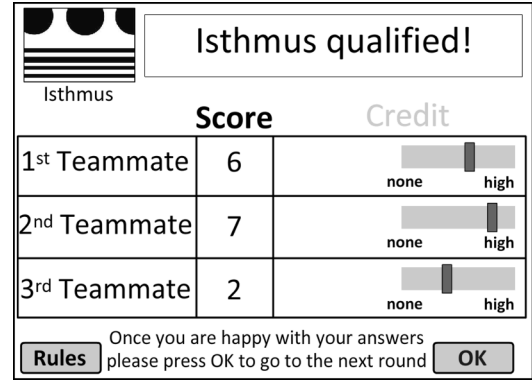 Isthmus qualified!
Isthmus
Score Credit
1st Teammate 6
none high
2nd Teammate 7
none high
3rd Teammate 2
none high
Once you are happy with your answers
Rules please press OK to go to the next round OK